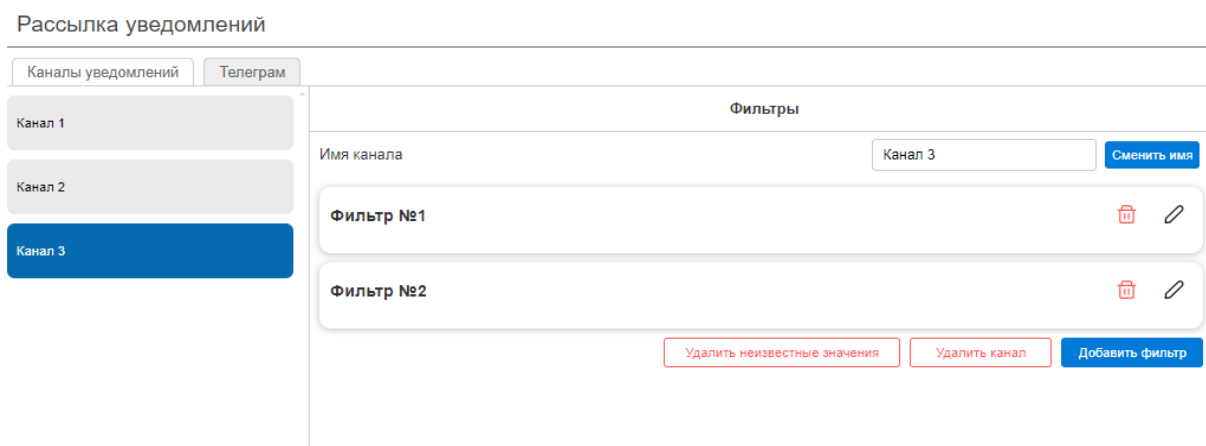 Рассылка уведомлений
Каналы уведомлений Телеграм
Канал 1
Канал 2
Канал 3
Фильтры
Имя канала Канал 3 Сменить имя
Фильтр №1
Фильтр №2
Удалить неизвестные значения Удалить канал Добавить фильтр